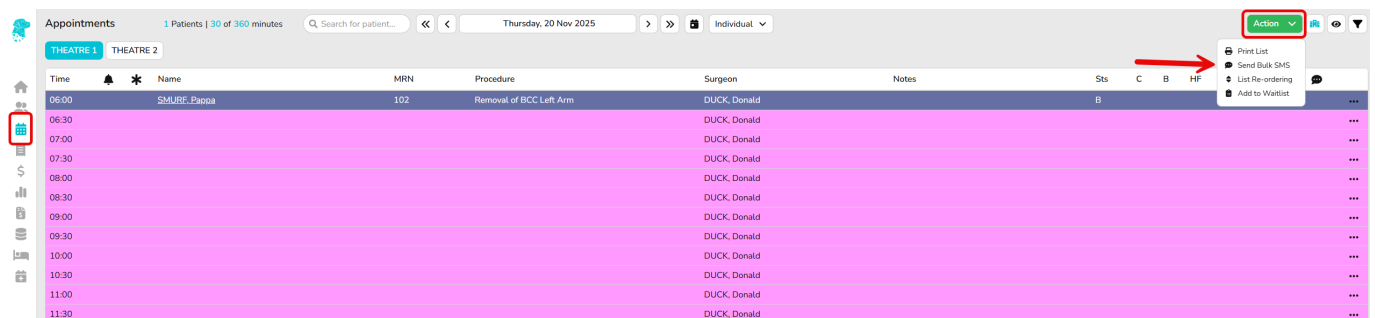 Appointments 1 Patients | 30 of 360 minutes Search for patient... Thursday, 20 Nov 2025 Individual Action
THEATRE 1 THEATRE 2
Print List
Send Bulk SMS
List Re-ordering
Add to Waitlist
Time Name MRN Procedure Surgeon Notes Sts C B HF
06:00 SMURF, Pappa 102 Removal of BCC Left Arm DUCK, Donald B
06:30 DUCK, Donald
07:00 DUCK, Donald
07:30 DUCK, Donald
08:00 DUCK, Donald
08:30 DUCK, Donald
09:00 DUCK, Donald
09:30 DUCK, Donald
10:00 DUCK, Donald
10:30 DUCK, Donald
11:00 DUCK, Donald
11:30 DUCK, Donald